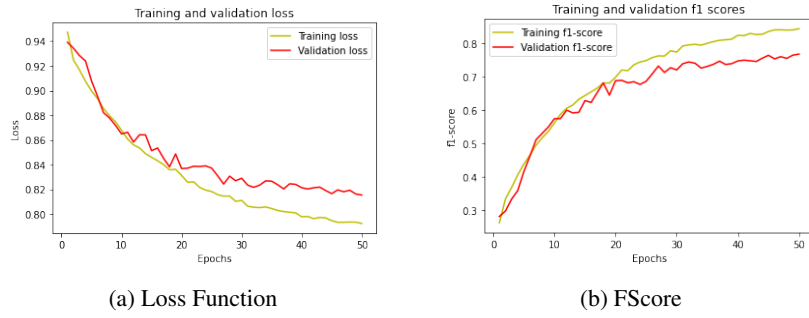 Training and validation loss
Training loss
Validation loss
0.94
0.92
0.90
0.88
0.86
0.84
0.82
0.80
Loss
0
10
20
30
40
50
Epochs
(a) Loss Function
Training and validation f1 scores
Training f1-score
Validation f1-score
0.8
0.7
0.6
0.5
0.4
0.3
f1-score
0
10
20
30
40
50
Epochs
(b) FScore